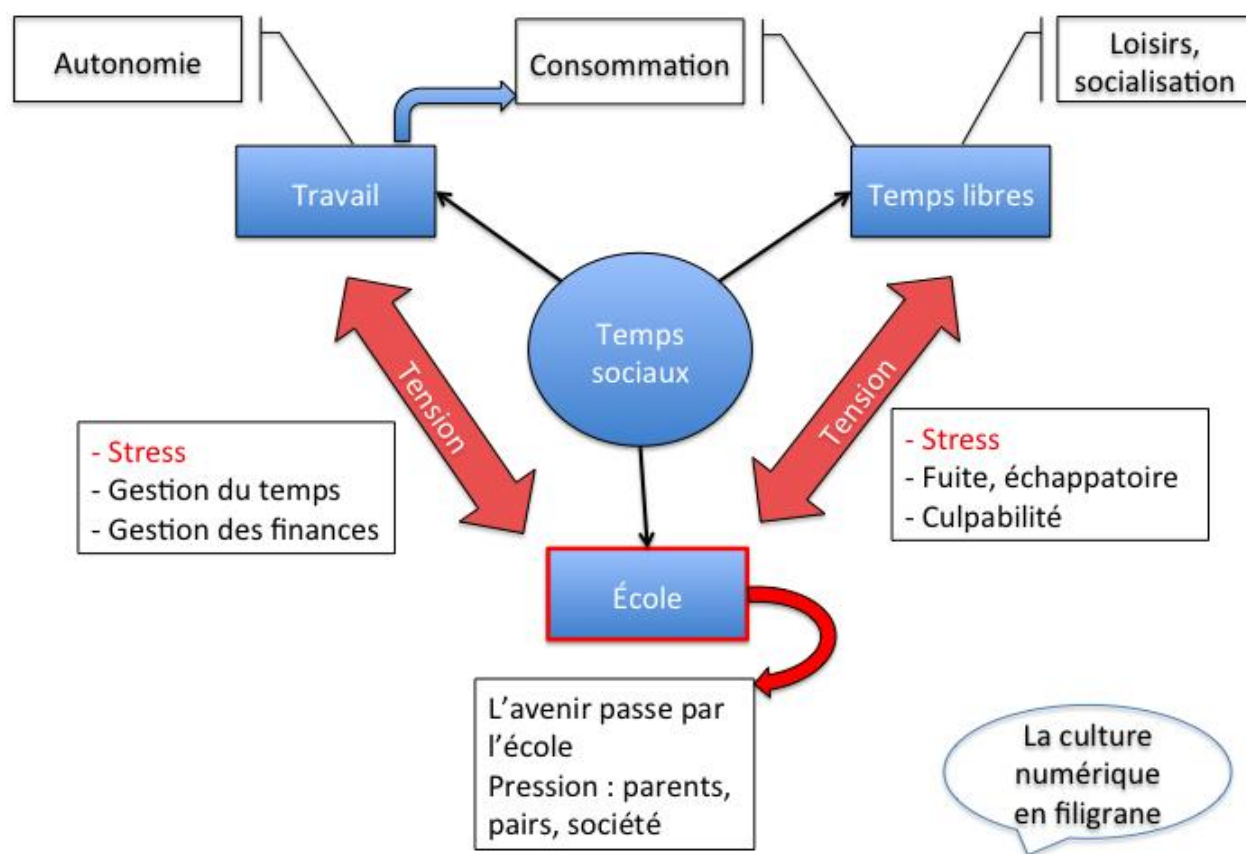 Autonomie
Consommation
Loisirs,
socialisation
Travail
Temps libres
Temps
sociaux
Tension
Tension
- Stress
- Gestion du temps
- Gestion des finances
- Stress
- Fuite, échappatoire
- Culpabilité
École
L’avenir passe par
l’école
Pression : parents,
pairs, société
La culture
numérique
en filigrane